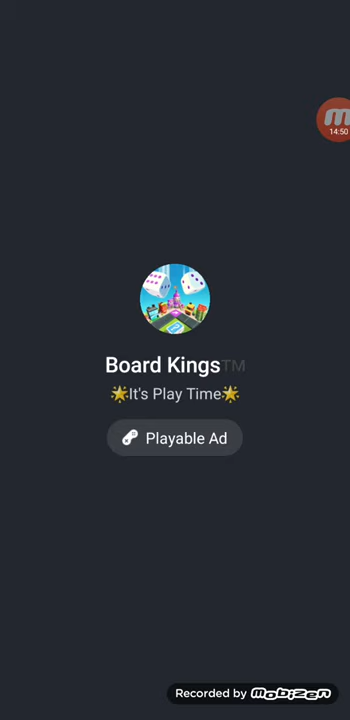 14:50
Board Kings™
🌟It's Play Time🌟
Playable Ad
Recorded by mobizen